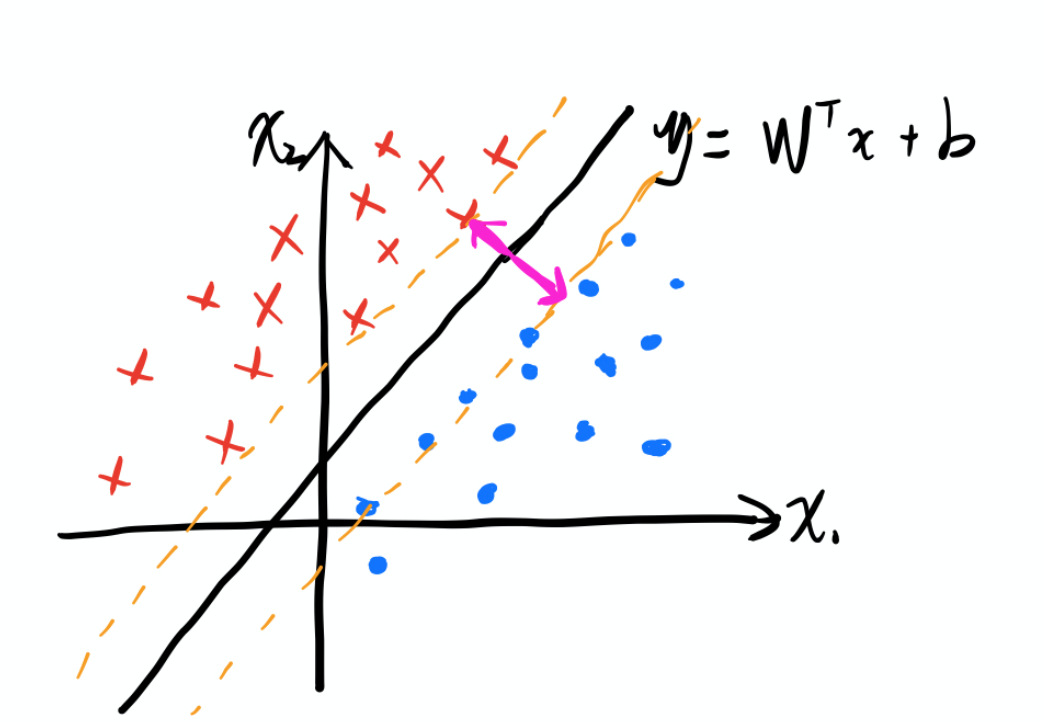 x₂
y = Wᵀx + b
x₁